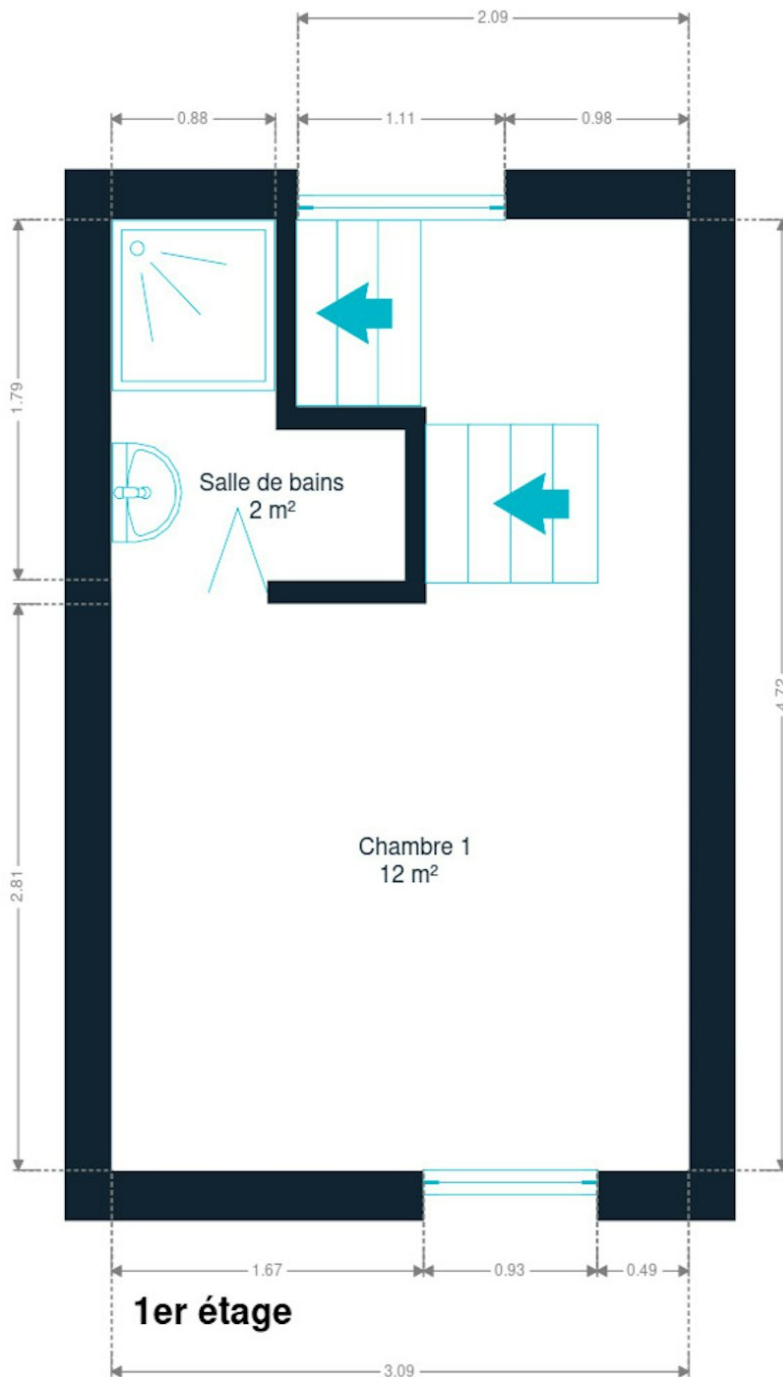 2.09
0.88
1.11
0.98
1.79
Salle de bains
2 m²
4.72
Chambre 1
12 m²
2.81
1.67
0.93
0.49
1er étage
3.09